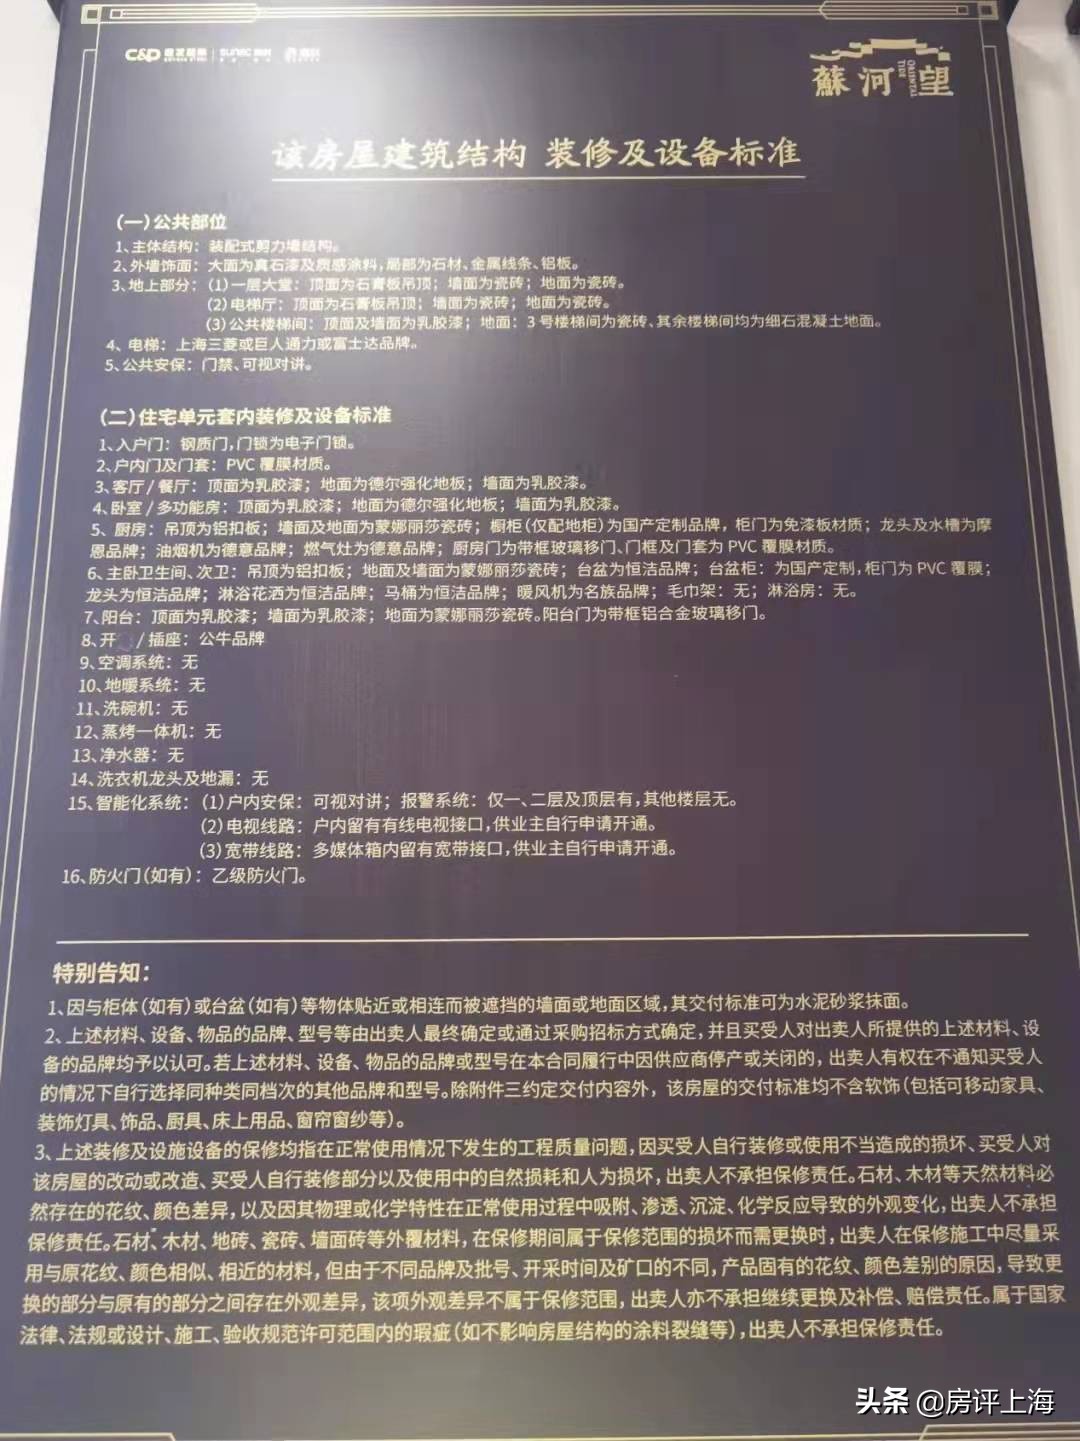 C&D 建发房产 SUNAC 融创
蘇河望
ORIENTAL
TIDE
该房屋建筑结构 装修及设备标准
(一)公共部位
1、主体结构：装配式剪力墙结构。
2、外墙饰面：大面为真石漆及质感涂料,局部为石材、金属线条、铝板。
3、地上部分：(1)一层大堂：顶面为石膏板吊顶；墙面为瓷砖；地面为瓷砖。
(2)电梯厅：顶面为石膏板吊顶；墙面为瓷砖；地面为瓷砖。
(3)公共楼梯间：顶面及墙面为乳胶漆；地面：3号楼梯间为瓷砖、其余楼梯间均为细石混凝土地面。
4、电梯：上海三菱或巨人通力或富士达品牌。
5、公共安保：门禁、可视对讲。
(二)住宅单元套内装修及设备标准
1、入户门：钢质门,门锁为电子门锁。
2、户内门及门套：PVC 覆膜材质。
3、客厅/餐厅：顶面为乳胶漆；地面为德尔强化地板；墙面为乳胶漆。
4、卧室/多功能房：顶面为乳胶漆；地面为德尔强化地板；墙面为乳胶漆。
5、厨房：吊顶为铝扣板；墙面及地面为蒙娜丽莎瓷砖；橱柜(仅配地柜)为国产定制品牌，柜门为免漆板材质；龙头及水槽为摩
恩品牌；油烟机为德意品牌；燃气灶为德意品牌；厨房门为带框玻璃移门、门框及门套为 PVC 覆膜材质。
6、主卧卫生间、次卫：吊顶为铝扣板；地面及墙面为蒙娜丽莎瓷砖；台盆为恒洁品牌；台盆柜：为国产定制,柜门为 PVC 覆膜；
龙头为恒洁品牌；淋浴花洒为恒洁品牌；马桶为恒洁品牌；暖风机为名族品牌；毛巾架：无；淋浴房：无。
7、阳台：顶面为乳胶漆；墙面为乳胶漆；地面为蒙娜丽莎瓷砖。阳台门为带框铝合金玻璃移门。
8、开 /插座：公牛品牌
9、空调系统：无
10、地暖系统：无
11、洗碗机：无
12、蒸烤一体机：无
13、净水器：无
14、洗衣机龙头及地漏：无
15、智能化系统：(1)户内安保：可视对讲；报警系统：仅一、二层及顶层有,其他楼层无。
(2)电视线路：户内留有有线电视接口,供业主自行申请开通。
(3)宽带线路：多媒体箱内留有宽带接口,供业主自行申请开通。
16、防火门(如有)：乙级防火门。
特别告知：
1、因与柜体(如有)或台盆(如有)等物体贴近或相连而被遮挡的墙面或地面区域,其交付标准可为水泥砂浆抹面。
2、上述材料、设备、物品的品牌、型号等由出卖人最终确定或通过采购招标方式确定,并且买受人对出卖人所提供的上述材料、设
备的品牌均予以认可。若上述材料、设备、物品的品牌或型号在本合同履行中因供应商停产或关闭的，出卖人有权在不通知买受人
的情况下自行选择同种类同档次的其他品牌和型号。除附件三约定交付内容外，该房屋的交付标准均不含软饰(包括可移动家具、
装饰灯具、饰品、厨具、床上用品、窗帘窗纱等)。
3、上述装修及设施设备的保修均指在正常使用情况下发生的工程质量问题，因买受人自行装修或使用不当造成的损坏、买受人对
该房屋的改动或改造、买受人自行装修部分以及使用中的自然损耗和人为损坏，出卖人不承担保修责任。石材、木材等天然材料必
然存在的花纹、颜色差异，以及因其物理或化学特性在正常使用过程中吸附、渗透、沉淀、化学反应导致的外观变化，出卖人不承担
保修责任。石材、木材、地砖、瓷砖、墙面砖等外覆材料，在保修期间属于保修范围的损坏而需更换时，出卖人在保修施工中尽量采
用与原花纹、颜色相似、相近的材料，但由于不同品牌及批号、开采时间及矿口的不同，产品固有的花纹、颜色差别的原因，导致更
换的部分与原有的部分之间存在外观差异，该项外观差异不属于保修范围，出卖人亦不承担继续更换及补偿、赔偿责任。属于国家
法律、法规或设计、施工、验收规范许可范围内的瑕疵(如不影响房屋结构的涂料裂缝等)，出卖人不承担保修责任。
头条 @房评上海